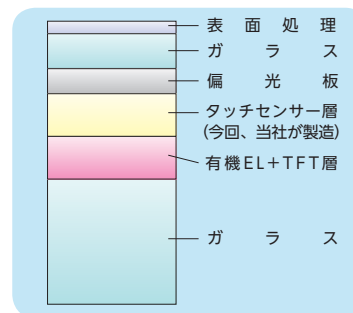 表面処理
ガラス
偏光板
タッチセンサー層
(今回、当社が製造)
有機EL+TFT層
ガラス